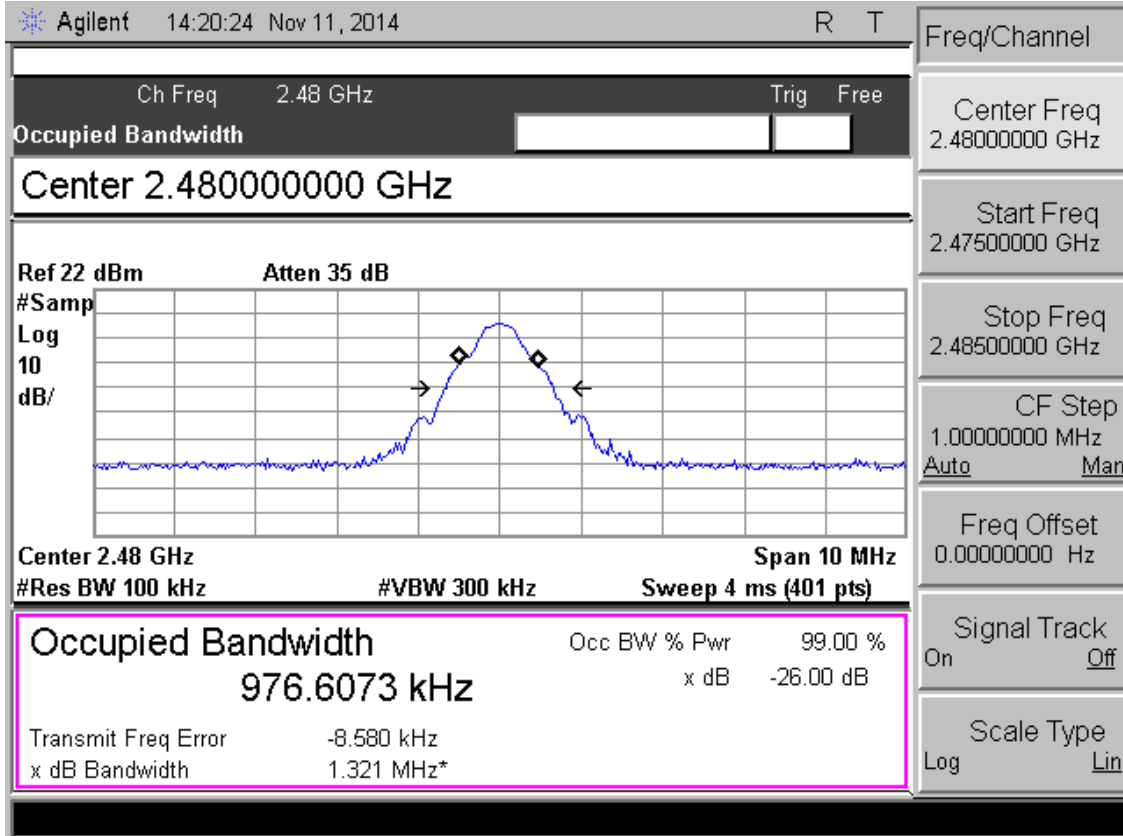 Agilent 14:20:24 Nov 11, 2014 R T
Freq/Channel
Ch Freq 2.48 GHz Trig Free
Occupied Bandwidth
Center 2.480000000 GHz
Ref 22 dBm Atten 35 dB
#Samp
Log
10
dB/
Center 2.48 GHz Span 10 MHz
#Res BW 100 kHz #VBW 300 kHz Sweep 4 ms (401 pts)
Occupied Bandwidth Occ BW % Pwr 99.00 %
976.6073 kHz x dB -26.00 dB
Transmit Freq Error -8.580 kHz
x dB Bandwidth 1.321 MHz*
Center Freq
2.48000000 GHz
Start Freq
2.47500000 GHz
Stop Freq
2.48500000 GHz
CF Step
1.00000000 MHz
Auto Man
Freq Offset
0.00000000 Hz
Signal Track
On Off
Scale Type
Log Lin